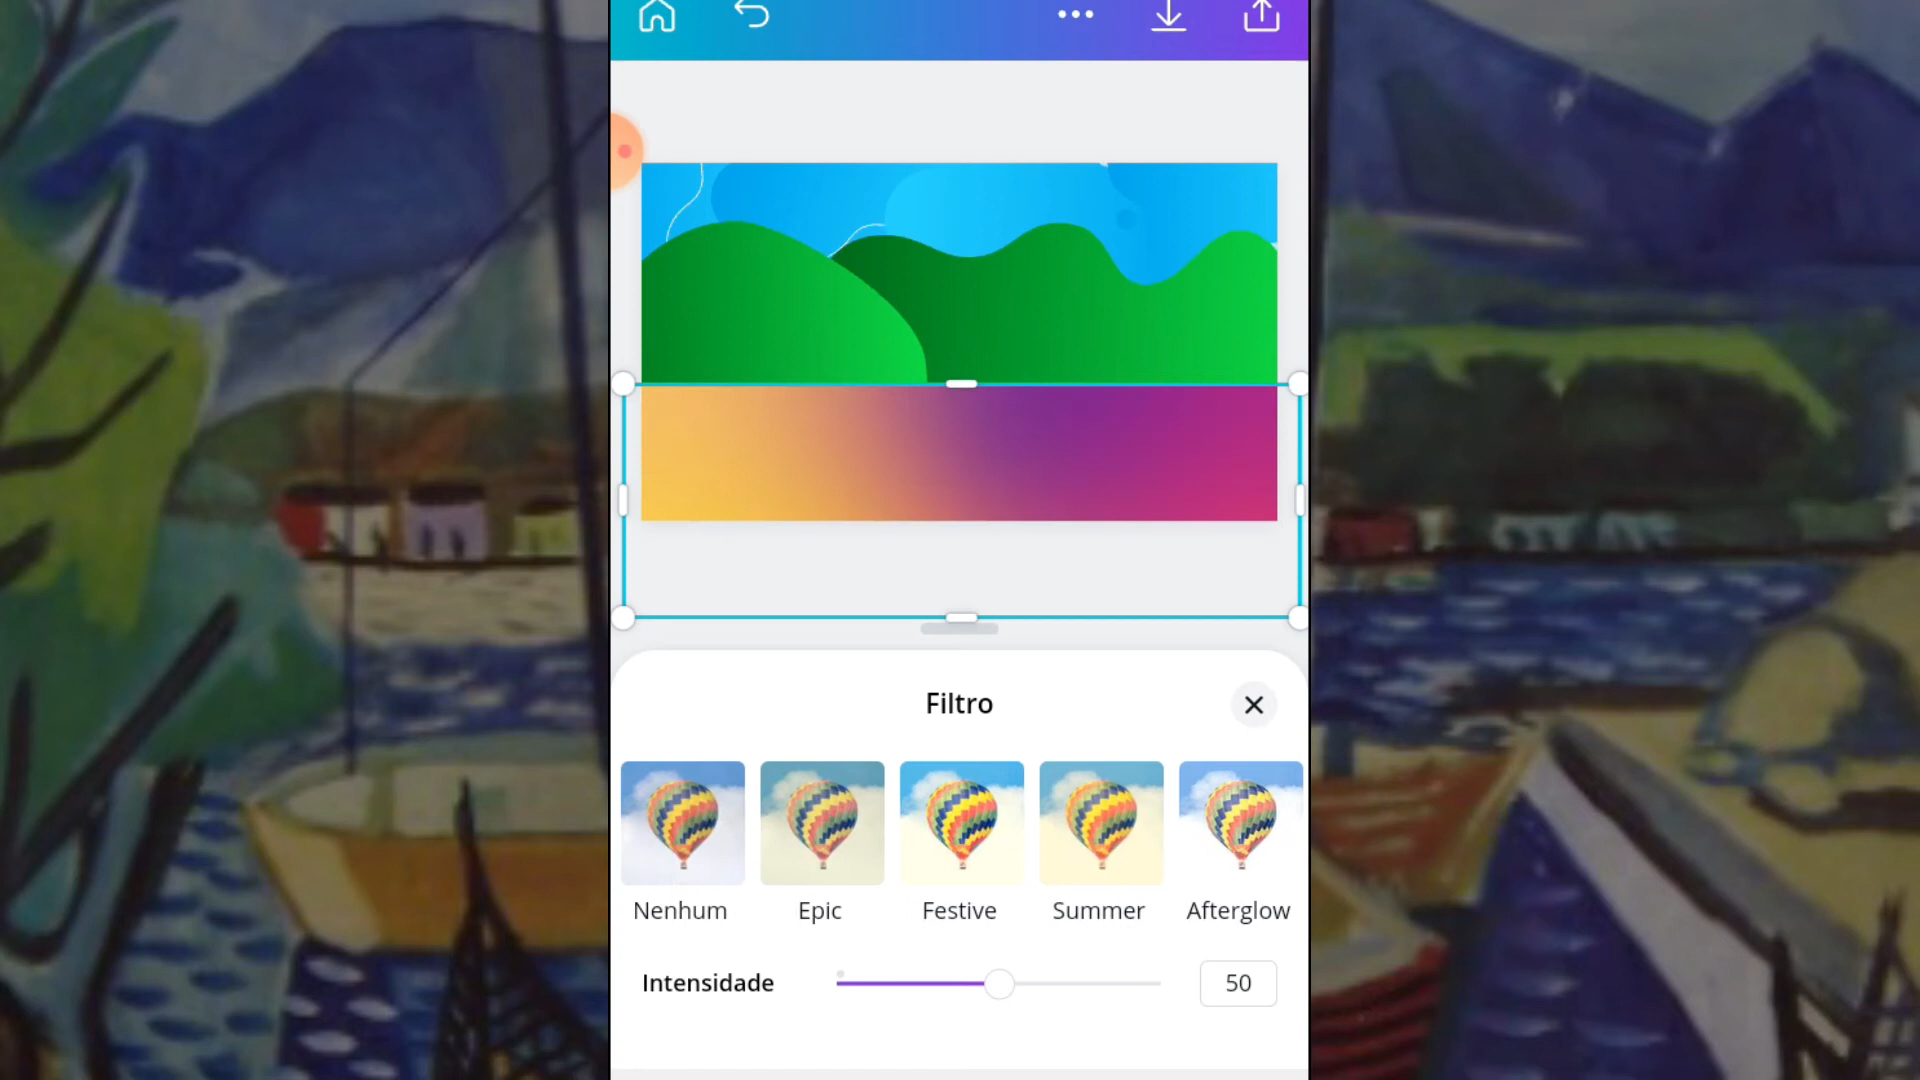 Filtro
Nenhum
Epic
Festive
Summer
Afterglow
Intensidade
50